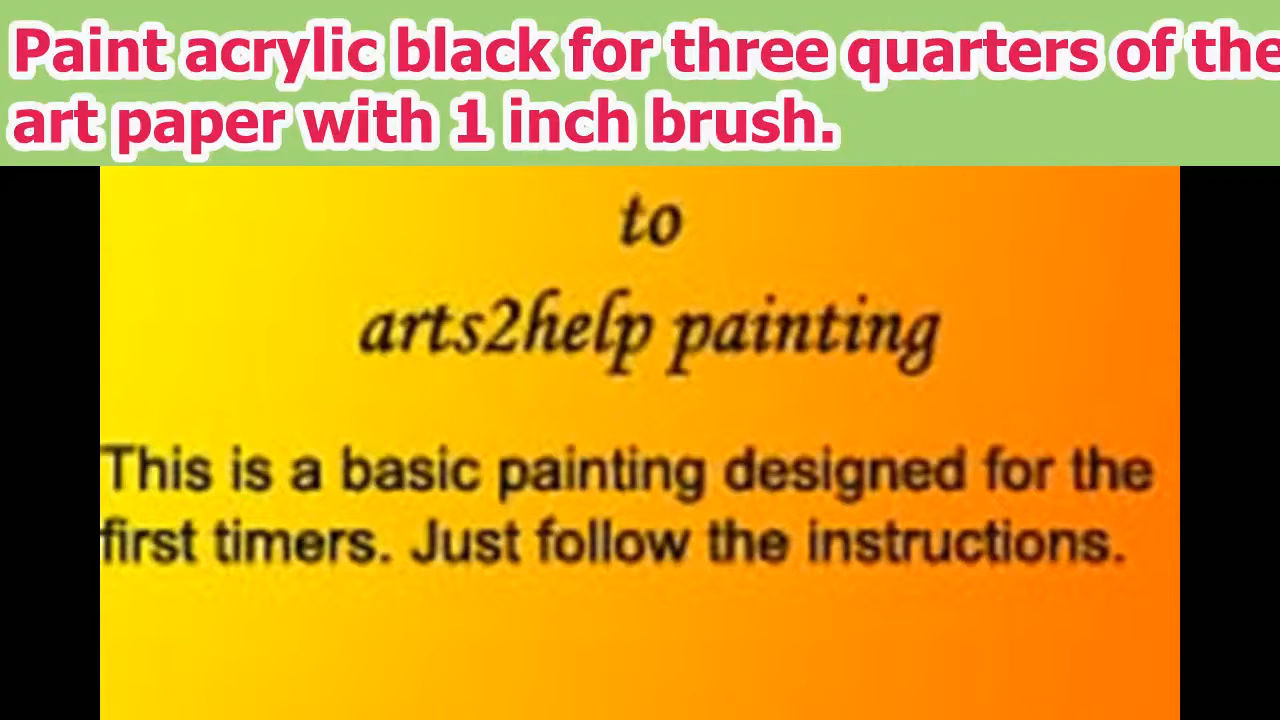 Paint acrylic black for three quarters of the
art paper with 1 inch brush.
to
arts2help painting
This is a basic painting designed for the
first timers. Just follow the instructions.